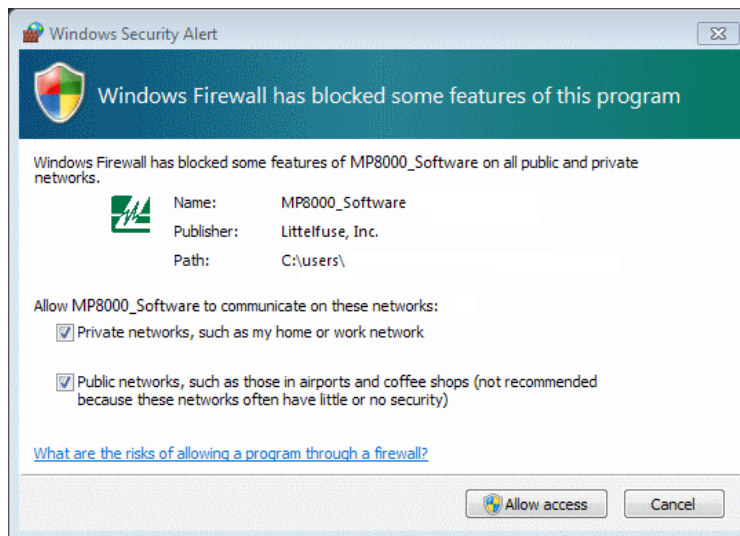 Windows Security Alert
Windows Firewall has blocked some features of this program
Windows Firewall has blocked some features of MP8000_Software on all public and private
networks.
Name: MP8000_Software
Publisher: Littelfuse, Inc.
Path: C:\users\
Allow MP8000_Software to communicate on these networks:
Private networks, such as my home or work network
Public networks, such as those in airports and coffee shops (not recommended
because these networks often have little or no security)
What are the risks of allowing a program through a firewall?
Allow access Cancel